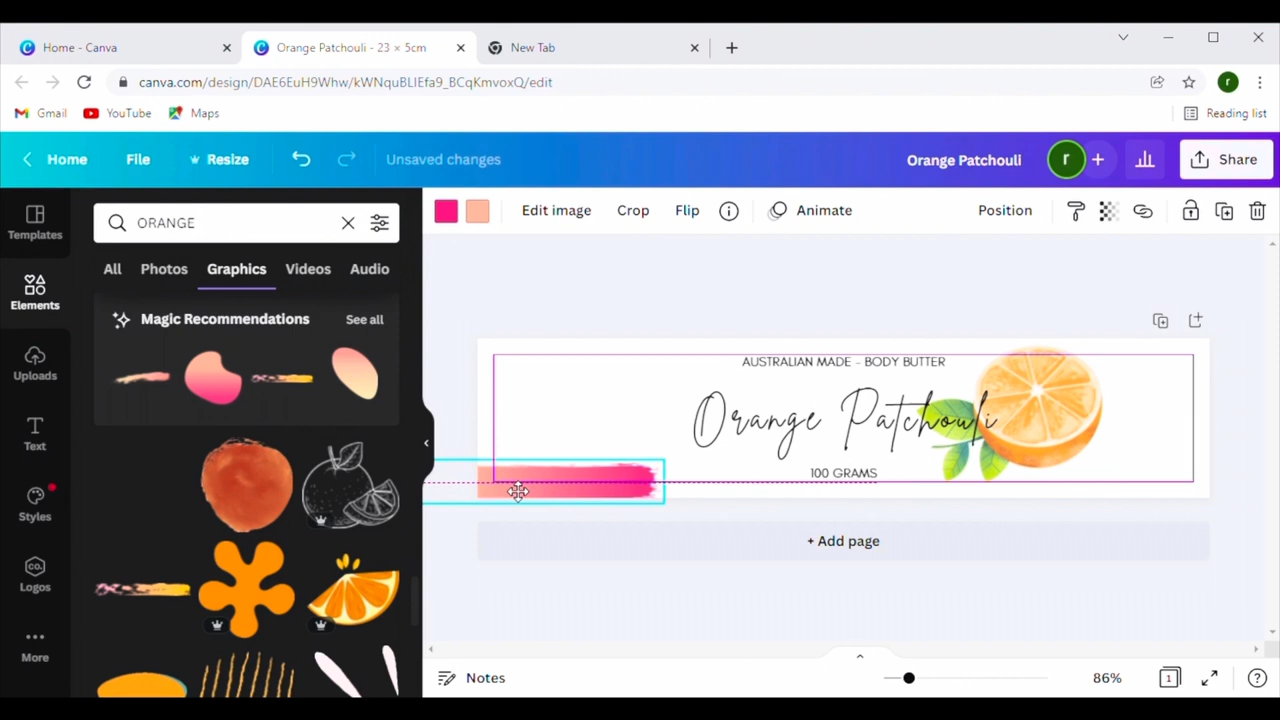 Home - Canva
Orange Patchouli - 23 × 5cm
New Tab
canva.com/design/DAE6EuH9Whw/kWNquBLIEfa9_BCqKmvoxQ/edit
Gmail
YouTube
Maps
Reading list
Home
File
Resize
Unsaved changes
Orange Patchouli
r
Share
Templates
Elements
Uploads
Text
Styles
Logos
More
ORANGE
All
Photos
Graphics
Videos
Audio
Magic Recommendations
See all
Edit image
Crop
Flip
Animate
Position
AUSTRALIAN MADE - BODY BUTTER
Orange Patchouli
100 GRAMS
+ Add page
Notes
86%
1